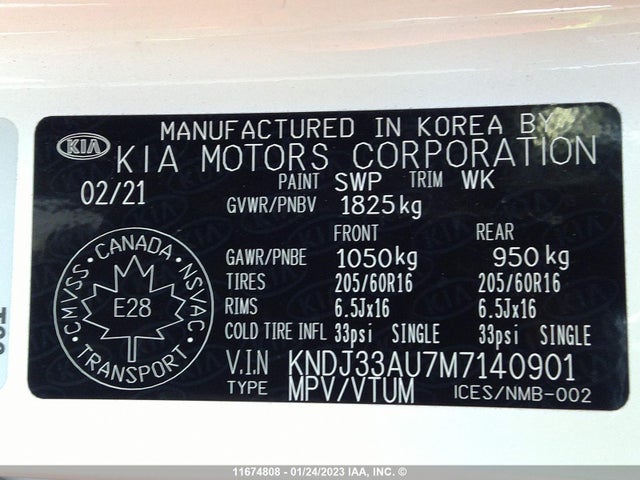 MANUFACTURED IN KOREA BY
KIA KIA MOTORS CORPORATION
02/21 PAINT SWP TRIM WK
GVWR/PNBV 1825kg
FRONT REAR
GAWR/PNBE 1050kg 950kg
TIRES 205/60R16 205/60R16
RIMS 6.5Jx16 6.5Jx16
COLD TIRE INFL 33psi SINGLE 33psi SINGLE
V.I.N KNDJ33AU7M7140901
TYPE MPV/VTUM ICES/NMB-002
CANADA
CMVSS NSVAC
E28
TRANSPORT
11674808 - 01/24/2023 IAA, INC. ©